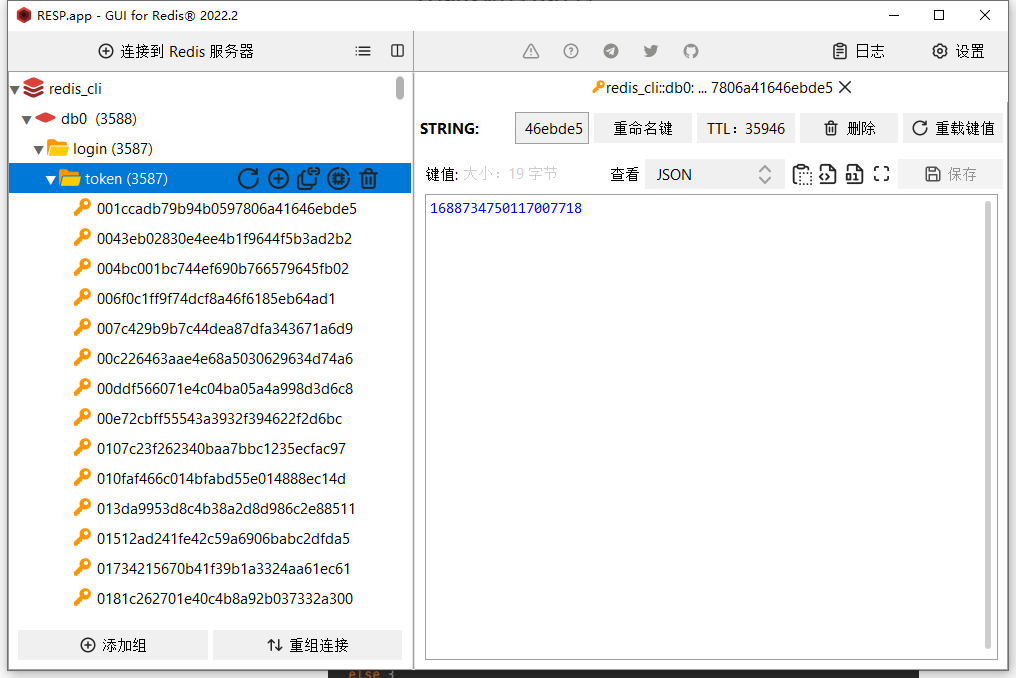 RESP.app - GUI for Redis® 2022.2
连接到 Redis 服务器
日志
设置
redis_cli
db0 (3588)
login (3587)
token (3587)
001ccadb79b94b0597806a41646ebde5
0043eb02830e4ee4b1f9644f5b3ad2b2
004bc001bc744ef690b766579645fb02
006f0c1ff9f74dcf8a46f6185eb64ad1
007c429b9b7c44dea87dfa343671a6d9
00c226463aae4e68a5030629634d74a6
00ddf566071e4c04ba05a4a998d3d6c8
00e72cbff55543a3932f394622f2d6bc
0107c23f262340baa7bbc1235ecfac97
010faf466c014bfabd55e014888ec14d
013da9953d8c4b38a2d8d986c2e88511
01512ad241fe42c59a6906babc2dfda5
01734215670b41f39b1a3324aa61ec61
0181c262701e40c4b8a92b037332a300
添加组
重组连接
redis_cli::db0: ... 7806a41646ebde5
STRING:
46ebde5
重命名键
TTL: 35946
删除
重载键值
键值: 大小: 19 字节
查看
JSON
保存
1688734750117007718
else {